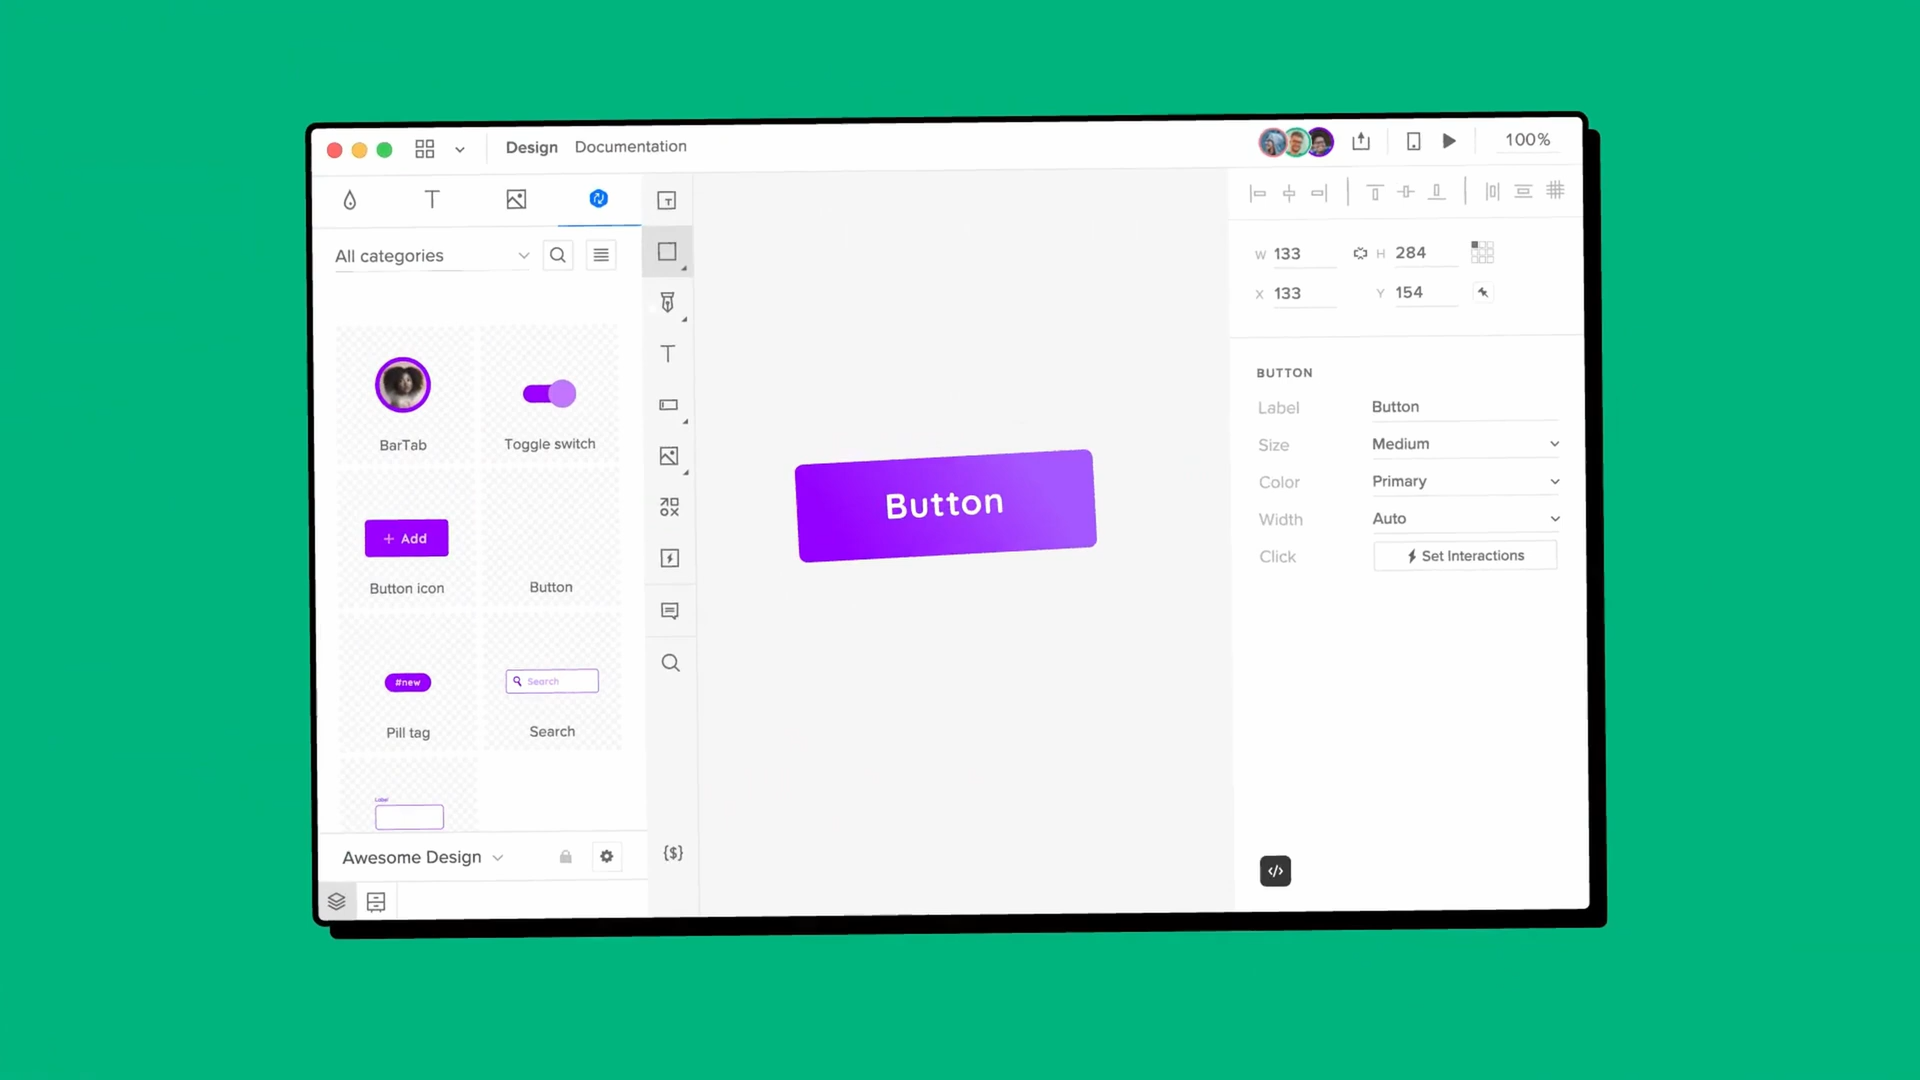 Design Documentation
100%
T
All categories
W 133 H 284
X 133 Y 154
BarTab
Toggle switch
T
BUTTON
Label Button
Size Medium
Color Primary
Width Auto
Click Set Interactions
Button
+ Add
Button icon
Button
#new
Search
Pill tag
Search
Label
Awesome Design
{$}
</>